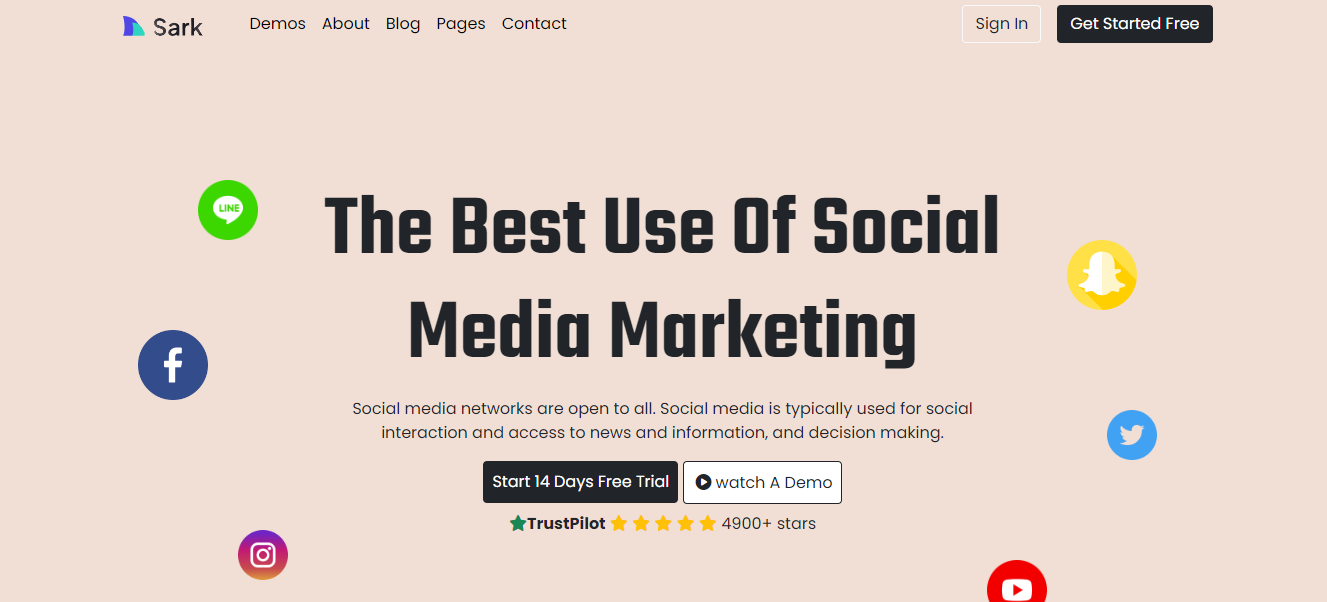 Sark Demos About Blog Pages Contact Sign In Get Started Free
LINE
The Best Use Of Social
Media Marketing
Social media networks are open to all. Social media is typically used for social
interaction and access to news and information, and decision making.
Start 14 Days Free Trial watch A Demo
TrustPilot 4900+ stars